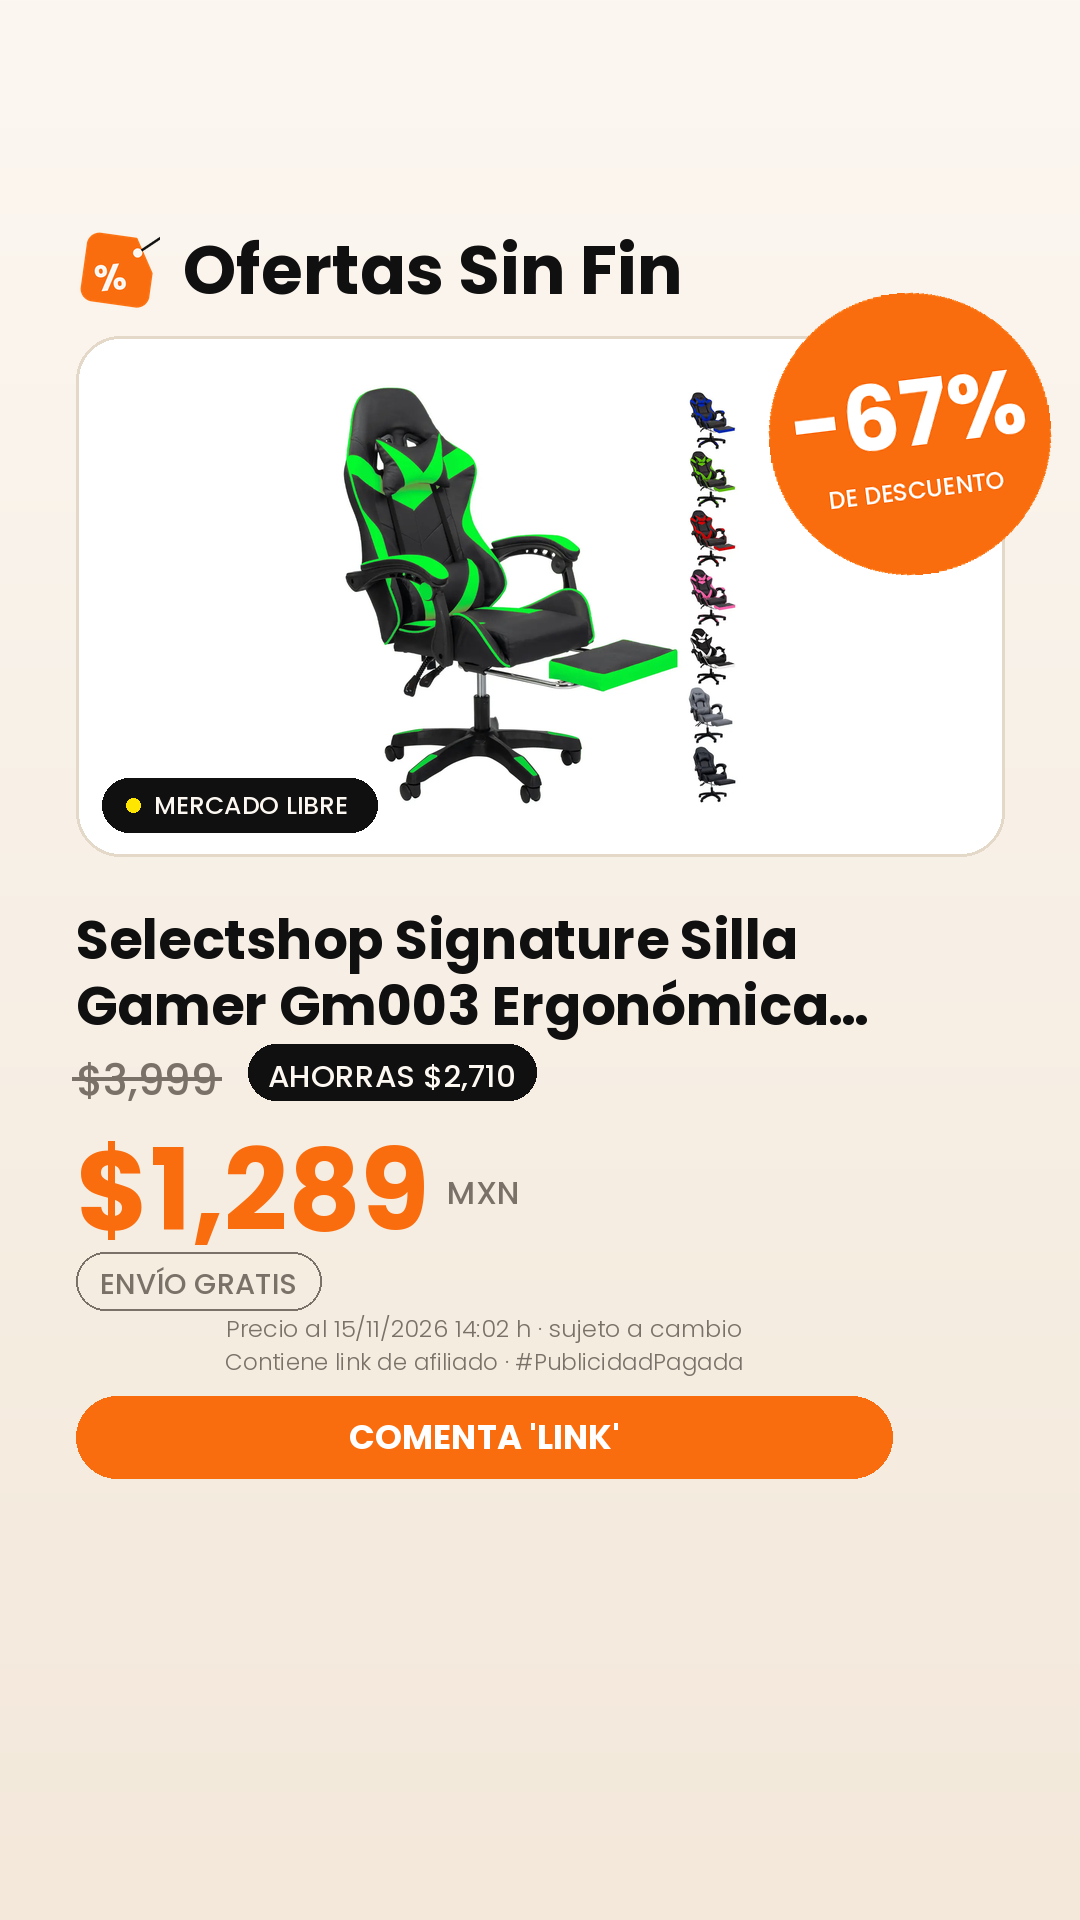 %
Ofertas Sin Fin
-67%
DE DESCUENTO
MERCADO LIBRE
Selectshop Signature Silla
Gamer Gm003 Ergonómica...
$3,999
AHORRAS $2,710
$1,289 MXN
ENVÍO GRATIS
Precio al 15/11/2026 14:02 h · sujeto a cambio
Contiene link de afiliado · #PublicidadPagada
COMENTA 'LINK'